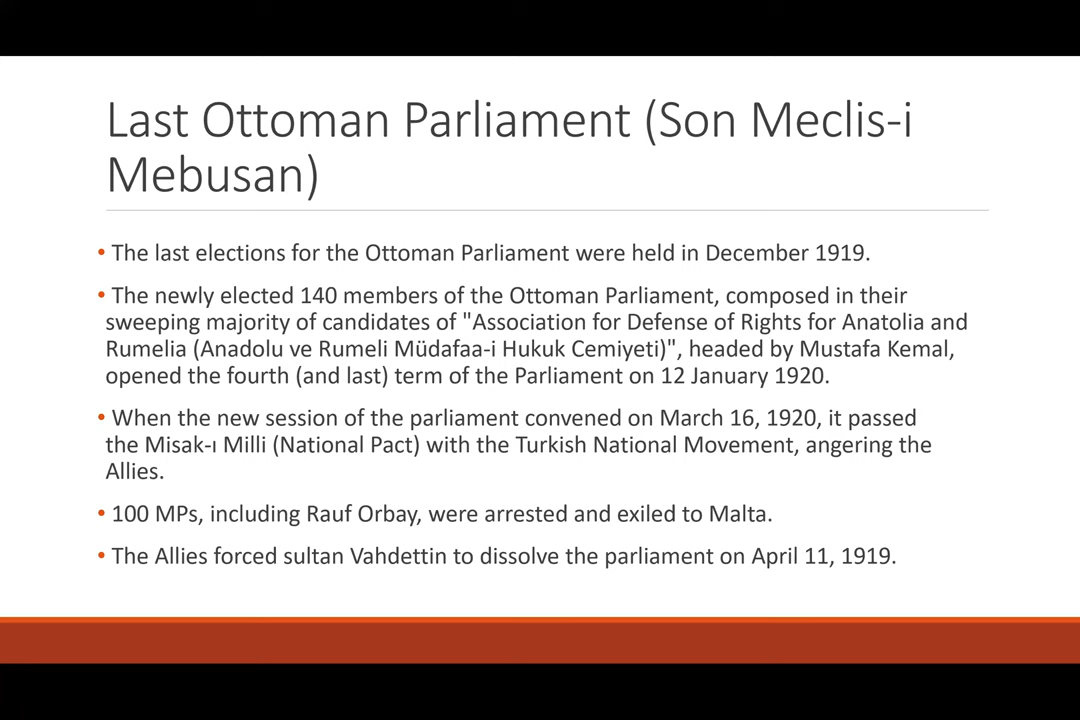 Last Ottoman Parliament (Son Meclis-i
Mebusan)
• The last elections for the Ottoman Parliament were held in December 1919.
• The newly elected 140 members of the Ottoman Parliament, composed in their
sweeping majority of candidates of "Association for Defense of Rights for Anatolia and
Rumelia (Anadolu ve Rumeli Müdafaa-i Hukuk Cemiyeti)", headed by Mustafa Kemal,
opened the fourth (and last) term of the Parliament on 12 January 1920.
• When the new session of the parliament convened on March 16, 1920, it passed
the Misak-ı Milli (National Pact) with the Turkish National Movement, angering the
Allies.
• 100 MPs, including Rauf Orbay, were arrested and exiled to Malta.
• The Allies forced sultan Vahdettin to dissolve the parliament on April 11, 1919.